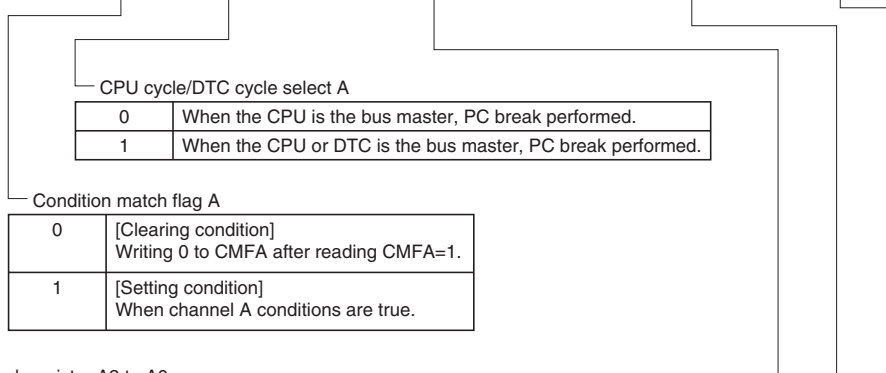 CPU cycle/DTC cycle select A
0 When the CPU is the bus master, PC break performed.
1 When the CPU or DTC is the bus master, PC break performed.
Condition match flag A
0 [Clearing condition]
Writing 0 to CMFA after reading CMFA=1.
1 [Setting condition]
When channel A conditions are true.